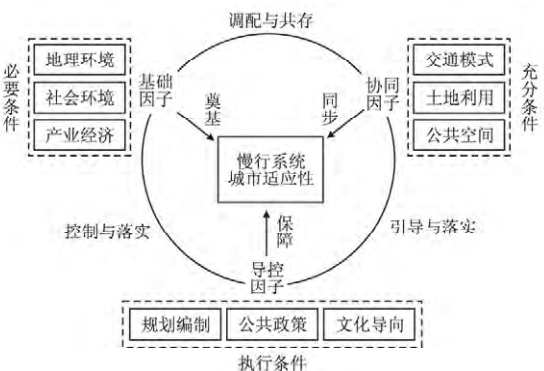 调配与共存
必要条件
地理环境
社会环境
产业经济
基础
因子
奠基
同步
协同
因子
交通模式
土地利用
公共空间
充分条件
慢行系统
城市适应性
控制与落实
保障
引导与落实
导控
因子
规划编制
公共政策
文化导向
执行条件